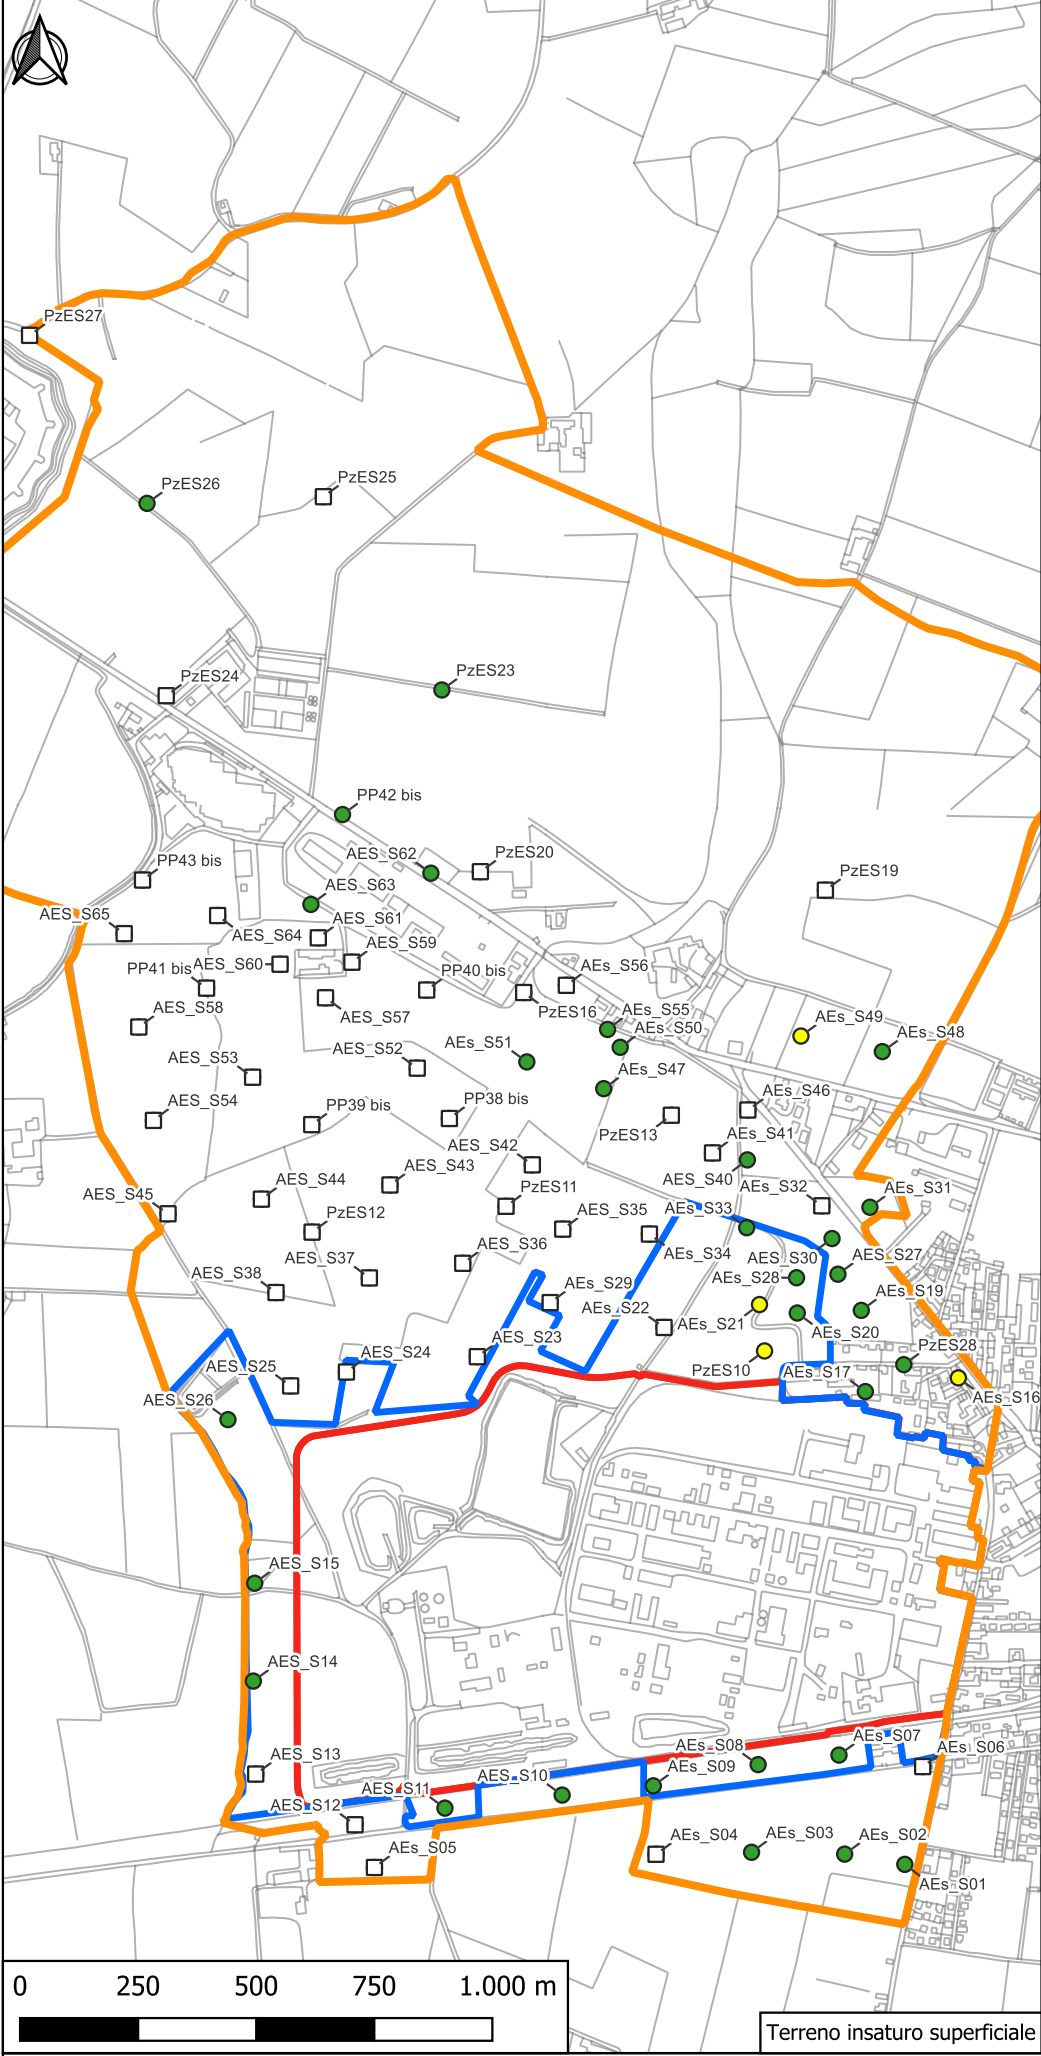 PzES27
PzES26
PzES25
PzES24
PzES23
PP42 bis
AES_S62
PzES20
PP43 bis
AES_S63
PzES19
AES_S65
AES_S64
AES_S61
AES_S59
PP41 bis
AES_S60
PP40 bis
AEs_S56
AES_S58
AES_S57
PzES16
AEs_S55
AEs_S50
AEs_S49
AEs_S48
AEs_S51
AES_S52
AES_S53
AEs_S47
AES_S54
PP39 bis
PP38 bis
PzES13
AEs_S46
AEs_S41
AES_S42
AES_S43
AES_S40
AES_S44
PzES11
AEs_S32
AEs_S31
AES_S45
PzES12
AES_S35
AEs_S33
AES_S36
AEs_S34
AES_S30
AES_S27
AES_S37
AES_S38
AEs_S28
AEs_S29
AEs_S22
AEs_S19
AEs_S21
AEs_S20
AES_S23
AES_S24
AES_S25
PzES10
AES_S17
PzES28
AES_S26
AEs_S16
AES_S15
AES_S14
AES_S13
AEs_S08
AEs_S07
AEs_S06
AEs_S09
AES_S10
AES_S11
AES_S12
AEs_S05
AEs_S04
AEs_S03
AEs_S02
AEs_S01
0 250 500 750 1.000 m
Terreno insaturo superficiale